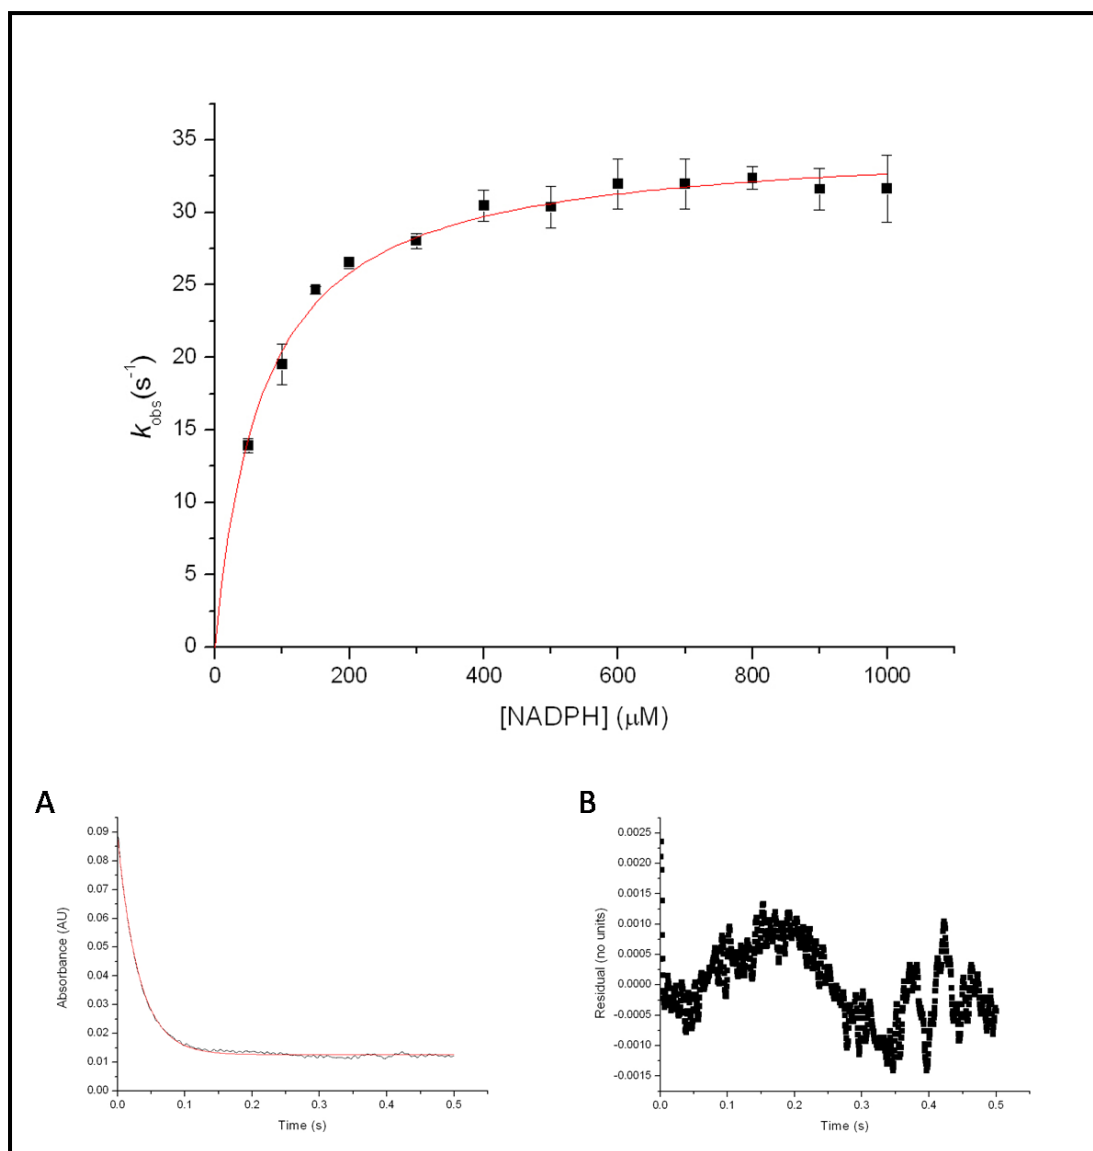 35
30
25
20
15
10
5
0
k_obs (s⁻¹)
0 200 400 600 800 1000
[NADPH] (μM)
A
0.09
0.08
0.07
0.06
0.05
0.04
0.03
0.02
0.01
0.00
Absorbance (AU)
0.0 0.1 0.2 0.3 0.4 0.5
Time (s)
B
0.0025
0.0020
0.0015
0.0010
0.0005
0.0000
-0.0005
-0.0010
-0.0015
Residual (no units)
0.0 0.1 0.2 0.3 0.4 0.5
Time (s)